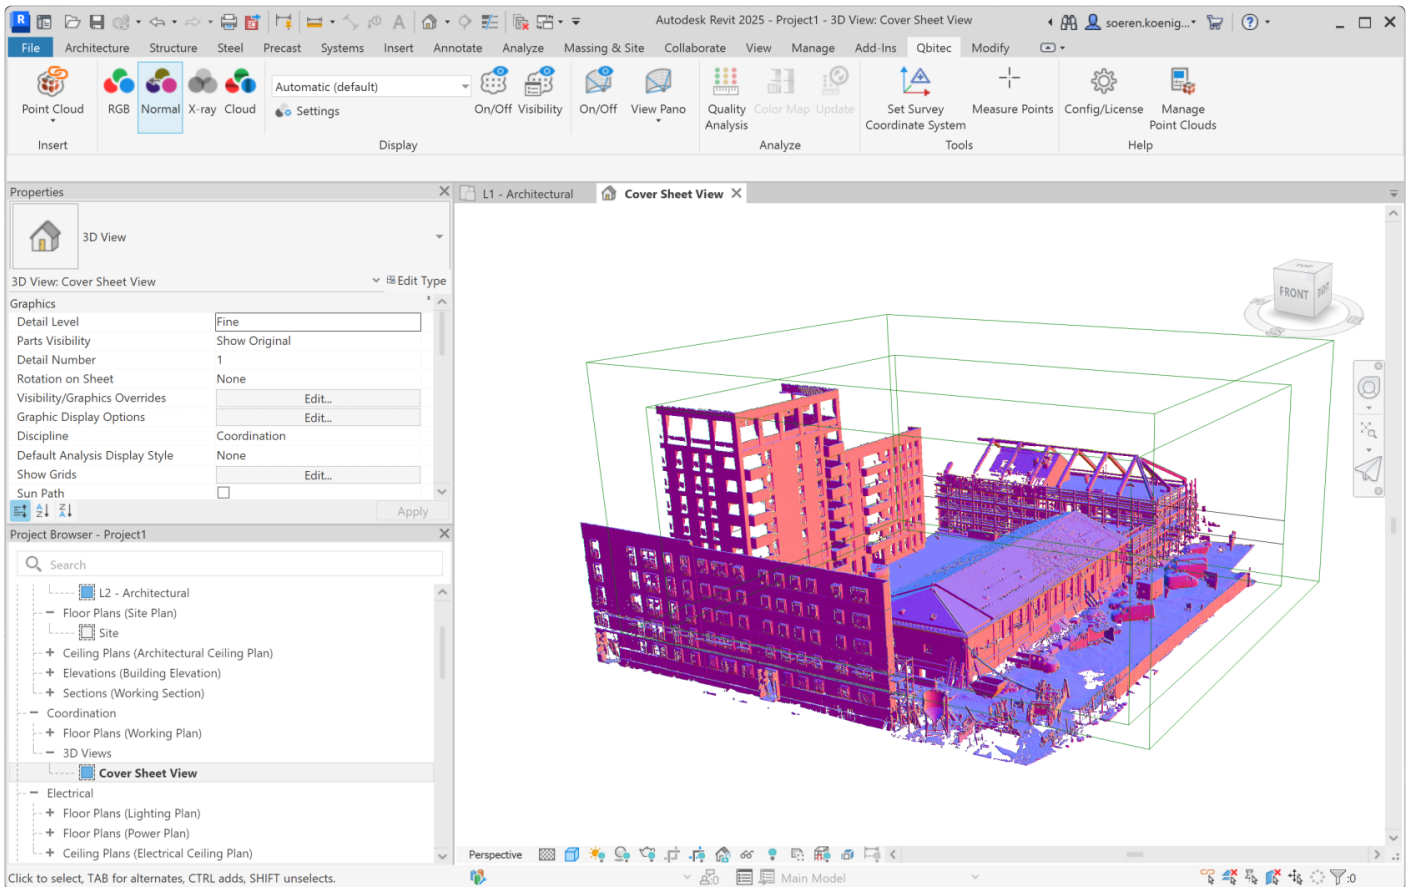 R
Autodesk Revit 2025 - Project1 - 3D View: Cover Sheet View
soeren.koenig...
File Architecture Structure Steel Precast Systems Insert Annotate Analyze Massing & Site Collaborate View Manage Add-Ins Qbitec Modify
Point Cloud RGB Normal X-ray Cloud
Automatic (default)
Settings
On/Off Visibility On/Off View Pano
Quality Analysis Color Map Update
Set Survey Coordinate System Measure Points
Config/License Manage Point Clouds
Insert Display Analyze Tools Help
Properties
3D View
3D View: Cover Sheet View Edit Type
Graphics
Detail Level Fine
Parts Visibility Show Original
Detail Number 1
Rotation on Sheet None
Visibility/Graphics Overrides Edit...
Graphic Display Options Edit...
Discipline Coordination
Default Analysis Display Style None
Show Grids Edit...
Sun Path
Apply
Project Browser - Project1
Search
L2 - Architectural
Floor Plans (Site Plan)
Site
Ceiling Plans (Architectural Ceiling Plan)
Elevations (Building Elevation)
Sections (Working Section)
Coordination
Floor Plans (Working Plan)
3D Views
Cover Sheet View
Electrical
Floor Plans (Lighting Plan)
Floor Plans (Power Plan)
Ceiling Plans (Electrical Ceiling Plan)
L1 - Architectural Cover Sheet View
TOP
FRONT
RIGHT
Perspective
Click to select, TAB for alternates, CTRL adds, SHIFT unselects.
Main Model
:0